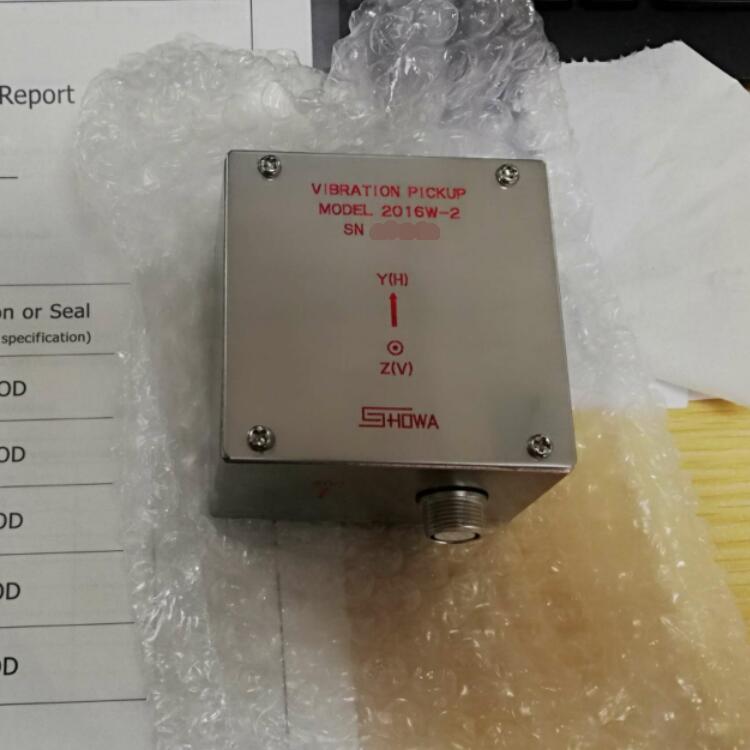 Report
on or Seal
specification)
OD
OD
OD
OD
OD
VIBRATION PICKUP
MODEL 2016W-2
SN
Y(H)
Z(V)
SHOWA